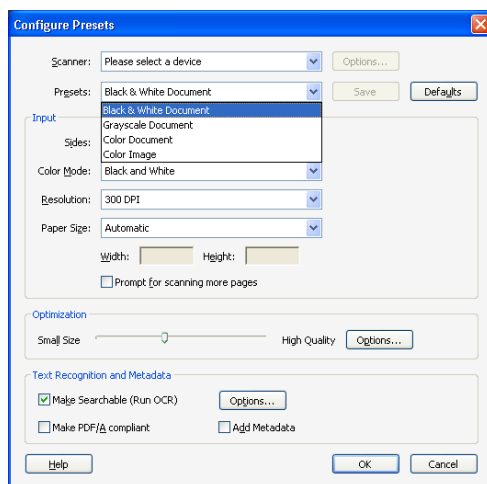 Configure Presets
Scanner: Please select a device Options...
Presets: Black & White Document Save Defaults
Black & White Document
Grayscale Document
Color Document
Color Image
Input
Sides:
Color Mode: Black and White
Resolution: 300 DPI
Paper Size: Automatic
Width: Height:
Prompt for scanning more pages
Optimization
Small Size High Quality Options...
Text Recognition and Metadata
Make Searchable (Run OCR) Options...
Make PDF/A compliant Add Metadata
Help OK Cancel